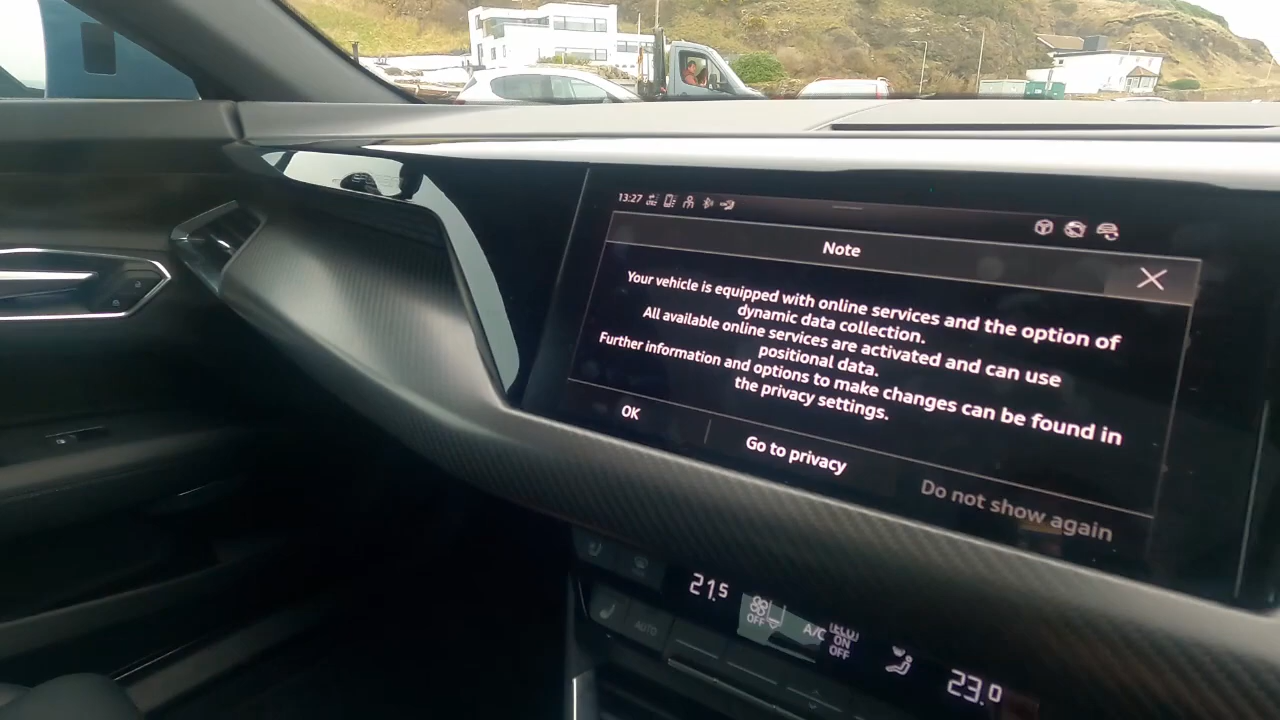 13:27
Note
Your vehicle is equipped with online services and the option of
dynamic data collection.
All available online services are activated and can use
positional data.
Further information and options to make changes can be found in
the privacy settings.
OK
Go to privacy
Do not show again
21.5
OFF
A/C
ON
OFF
AUTO
23.0